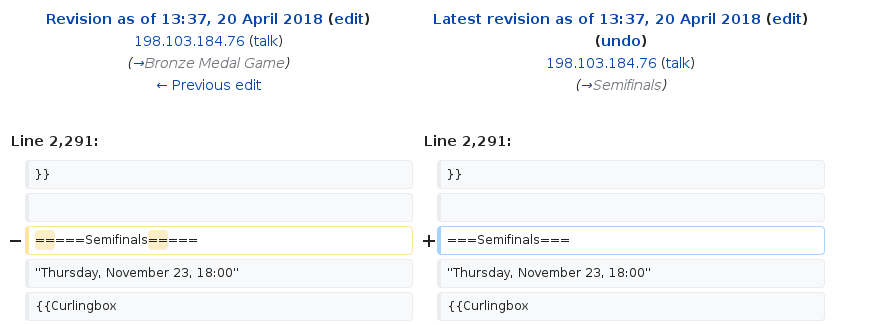 Revision as of 13:37, 20 April 2018 (edit)
198.103.184.76 (talk)
(→Bronze Medal Game)
← Previous edit
Latest revision as of 13:37, 20 April 2018 (edit)
(undo)
198.103.184.76 (talk)
(→Semifinals)
Line 2,291:
Line 2,291:
}}
}}
− =====Semifinals=====
+ ===Semifinals===
"Thursday, November 23, 18:00"
"Thursday, November 23, 18:00"
{{Curlingbox
{{Curlingbox